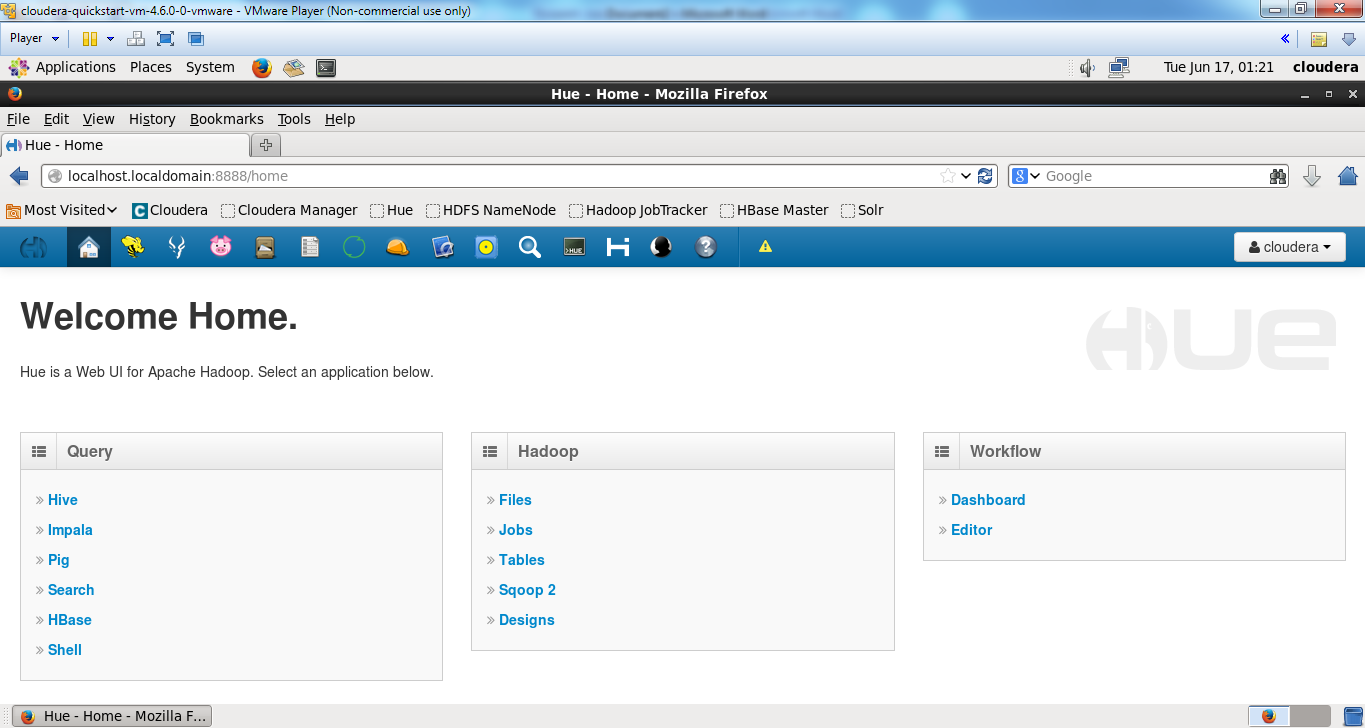 cloudera-quickstart-vm-4.6.0-0-vmware - VMware Player (Non-commercial use only)
Player
Applications Places System Tue Jun 17, 01:21 cloudera
Hue - Home - Mozilla Firefox
File Edit View History Bookmarks Tools Help
Hue - Home
localhost.localdomain:8888/home Google
Most Visited Cloudera Cloudera Manager Hue HDFS NameNode Hadoop JobTracker HBase Master Solr
HUE cloudera
Welcome Home.
HUE
Hue is a Web UI for Apache Hadoop. Select an application below.
Query
Hive
Impala
Pig
Search
HBase
Shell
Hadoop
Files
Jobs
Tables
Sqoop 2
Designs
Workflow
Dashboard
Editor
Hue - Home - Mozilla F...